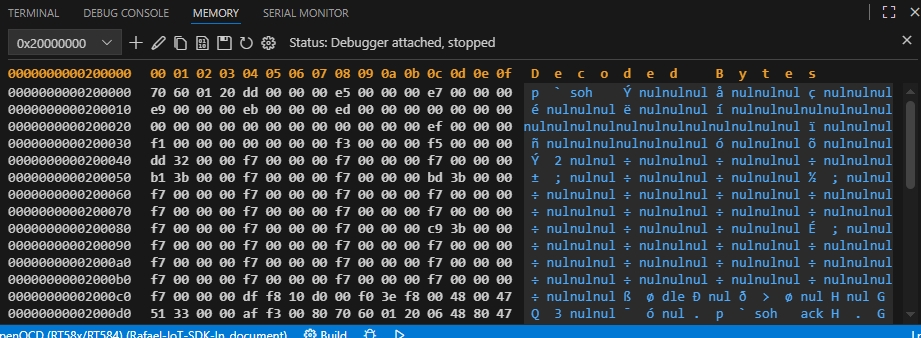 TERMINAL DEBUG CONSOLE MEMORY SERIAL MONITOR
0x20000000 Status: Debugger attached, stopped
0000000000200000 00 01 02 03 04 05 06 07 08 09 0a 0b 0c 0d 0e 0f D e c o d e d B y t e s
0000000000200000 70 60 01 20 dd 00 00 00 e5 00 00 00 e7 00 00 00 p ` soh Ý nulnulnul å nulnulnul ç nulnulnul
0000000000200010 e9 00 00 00 eb 00 00 00 ed 00 00 00 00 00 00 00 é nulnulnul ë nulnulnul í nulnulnulnulnulnulnul
0000000000200020 00 00 00 00 00 00 00 00 00 00 00 00 ef 00 00 00 nulnulnulnulnulnulnulnulnulnulnulnul ï nulnulnul
0000000000200030 f1 00 00 00 00 00 00 00 f3 00 00 00 f5 00 00 00 ñ nulnulnulnulnulnulnul ó nulnulnul õ nulnulnul
0000000000200040 dd 32 00 00 f7 00 00 00 f7 00 00 00 f7 00 00 00 Ý 2 nulnul ÷ nulnulnul ÷ nulnulnul ÷ nulnulnul
0000000000200050 b1 3b 00 00 f7 00 00 00 f7 00 00 00 bd 3b 00 00 ± ; nulnul ÷ nulnulnul ÷ nulnulnul ½ ; nulnul
0000000000200060 f7 00 00 00 f7 00 00 00 f7 00 00 00 f7 00 00 00 ÷ nulnulnul ÷ nulnulnul ÷ nulnulnul ÷ nulnulnul
0000000000200070 f7 00 00 00 f7 00 00 00 f7 00 00 00 f7 00 00 00 ÷ nulnulnul ÷ nulnulnul ÷ nulnulnul ÷ nulnulnul
0000000000200080 f7 00 00 00 f7 00 00 00 f7 00 00 00 c9 3b 00 00 ÷ nulnulnul ÷ nulnulnul ÷ nulnulnul É ; nulnul
0000000000200090 f7 00 00 00 f7 00 00 00 f7 00 00 00 f7 00 00 00 ÷ nulnulnul ÷ nulnulnul ÷ nulnulnul ÷ nulnulnul
00000000002000a0 f7 00 00 00 f7 00 00 00 f7 00 00 00 f7 00 00 00 ÷ nulnulnul ÷ nulnulnul ÷ nulnulnul ÷ nulnulnul
00000000002000b0 f7 00 00 00 f7 00 00 00 f7 00 00 00 f7 00 00 00 ÷ nulnulnul ÷ nulnulnul ÷ nulnulnul ÷ nulnulnul
00000000002000c0 f7 00 00 00 df f8 10 d0 00 f0 3e f8 00 48 00 47 ÷ nulnulnul ß ø dle Ð nul ð > ø nul H nul G
00000000002000d0 51 33 00 00 af f3 00 80 70 60 01 20 06 48 80 47 Q 3 nulnul ¯ ó nul . p ` soh ack H . G
penOCD (RT58x/RT584) (Rafael-IoT-SDK-In document) Build